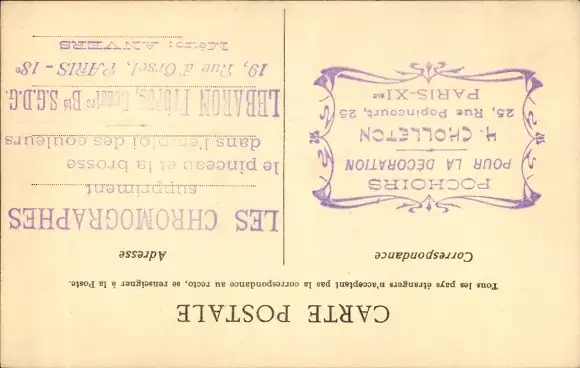 CARTE POSTALE
Tous les pays étrangers n'acceptant pas la correspondance au recto, se renseigner à la Poste.
Correspondance
POCHOIRS
POUR LA DÉCORATION
H. CHOLLETON
25, Rue Popincourt, 25
PARIS-XIme
Adresse
LES CHROMOGRAPHES
suppriment
le pinceau et la brosse
dans l'emploi des couleurs
LEBARON Frères, Bté S.G.D.G.
19, Rue d'Orsel, PARIS - 18e
Métro: ANVERS